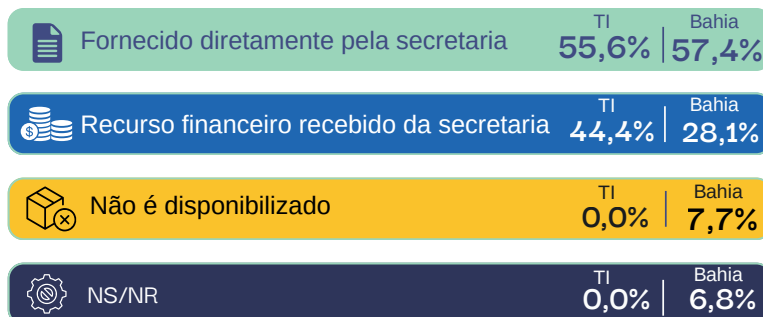 TI Bahia
Fornecido diretamente pela secretaria 55,6% 57,4%
TI Bahia
$ Recurso financeiro recebido da secretaria 44,4% 28,1%
TI Bahia
Não é disponibilizado 0,0% 7,7%
TI Bahia
NS/NR 0,0% 6,8%